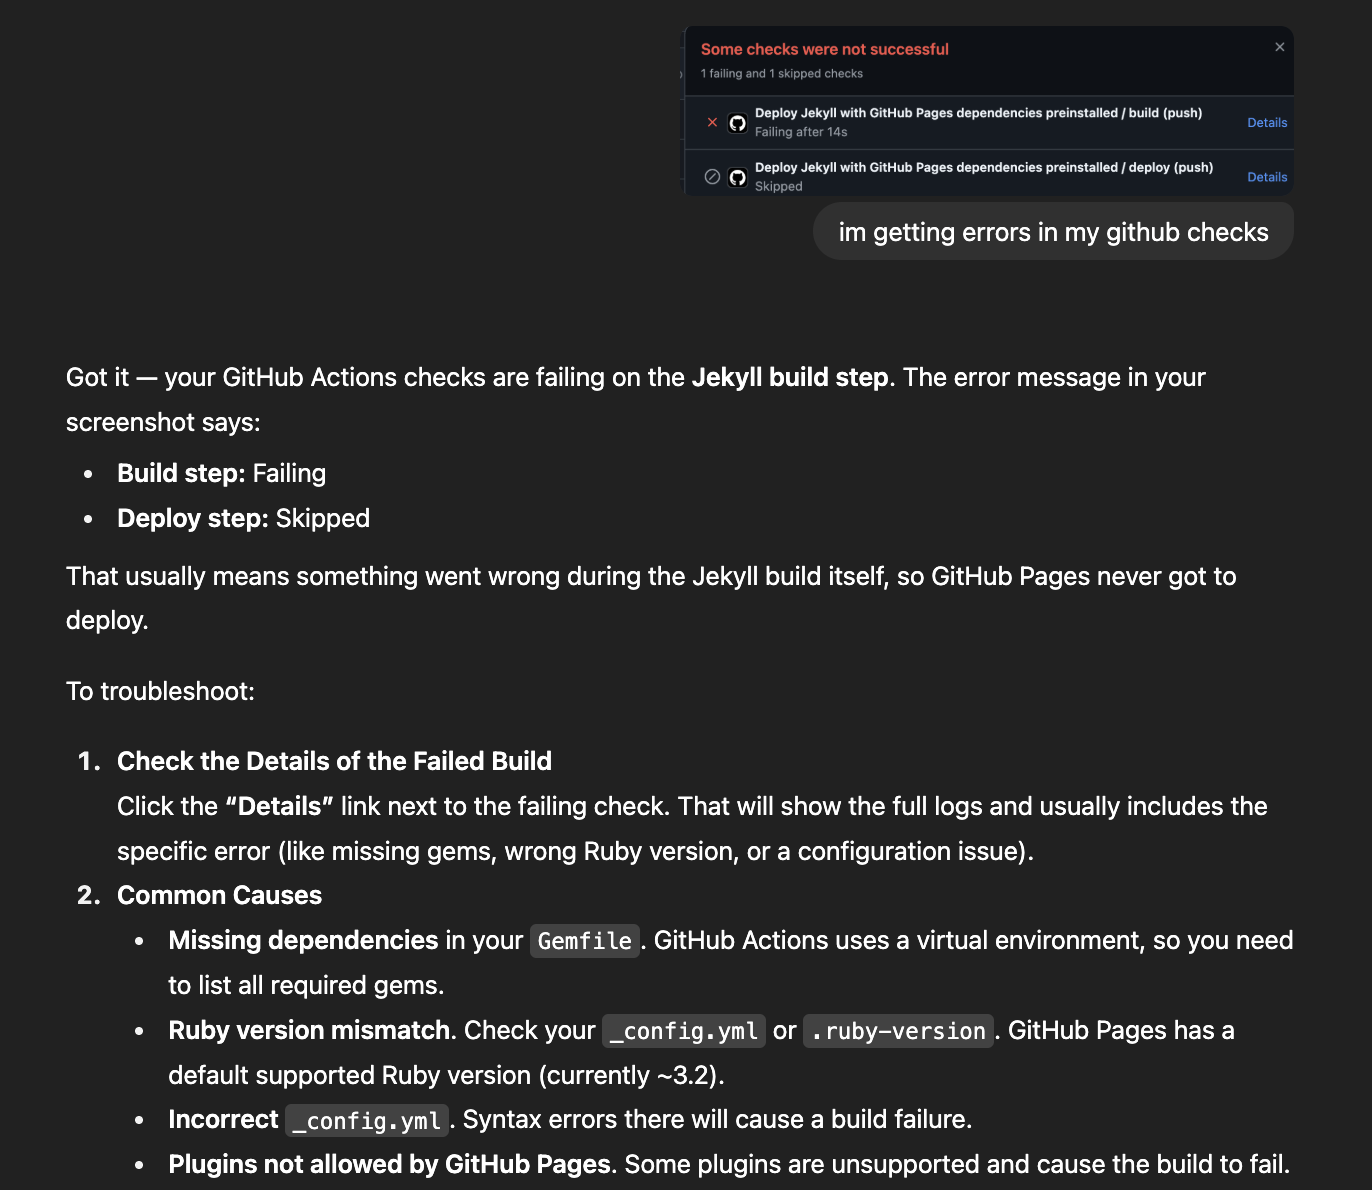 Some checks were not successful
1 failing and 1 skipped checks
Deploy Jekyll with GitHub Pages dependencies preinstalled / build (push)
Failing after 14s
Details
Deploy Jekyll with GitHub Pages dependencies preinstalled / deploy (push)
Skipped
Details
im getting errors in my github checks
Got it — your GitHub Actions checks are failing on the Jekyll build step. The error message in your
screenshot says:
• Build step: Failing
• Deploy step: Skipped
That usually means something went wrong during the Jekyll build itself, so GitHub Pages never got to
deploy.
To troubleshoot:
1. Check the Details of the Failed Build
Click the “Details” link next to the failing check. That will show the full logs and usually includes the
specific error (like missing gems, wrong Ruby version, or a configuration issue).
2. Common Causes
• Missing dependencies in your Gemfile. GitHub Actions uses a virtual environment, so you need
to list all required gems.
• Ruby version mismatch. Check your _config.yml or .ruby-version. GitHub Pages has a
default supported Ruby version (currently ~3.2).
• Incorrect _config.yml. Syntax errors there will cause a build failure.
• Plugins not allowed by GitHub Pages. Some plugins are unsupported and cause the build to fail.